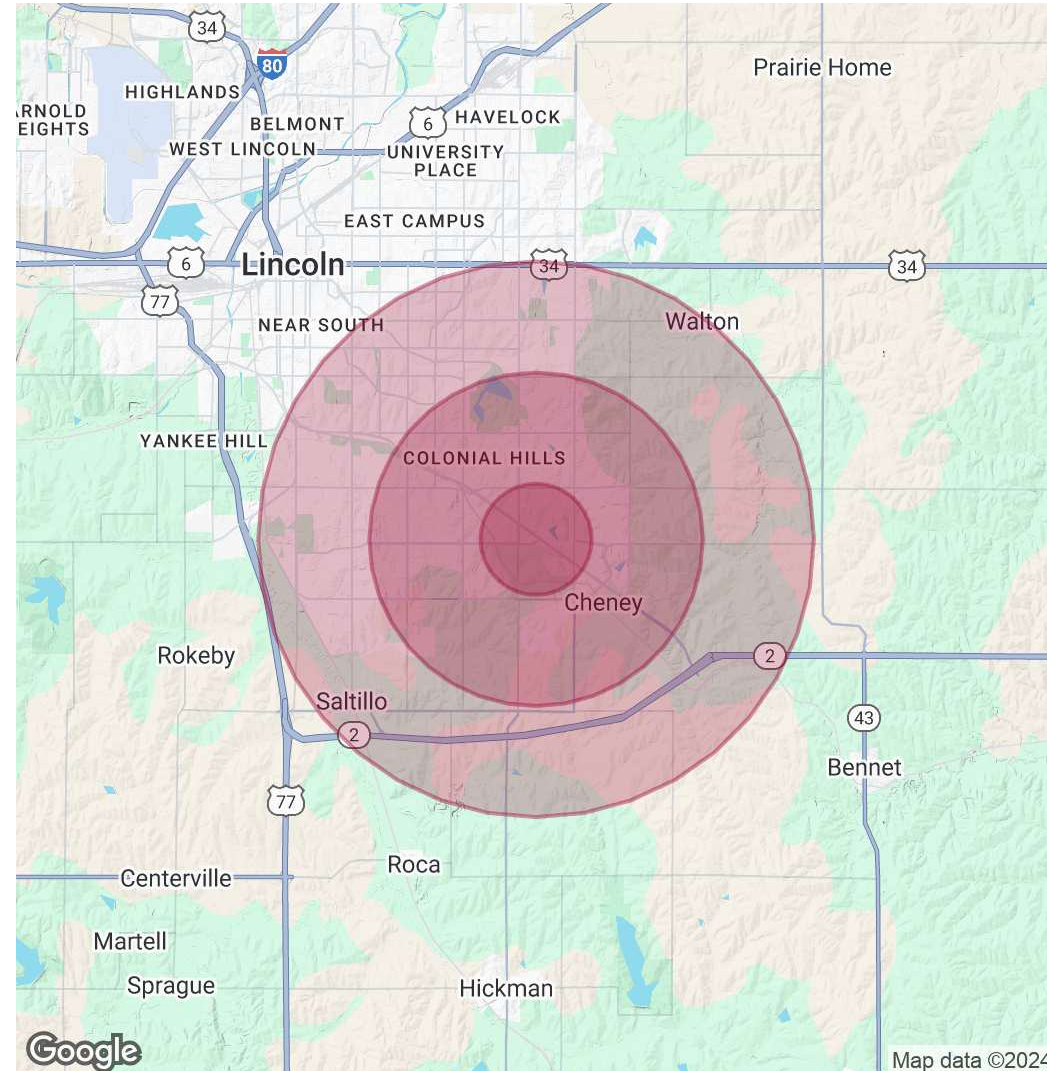 34
80
Prairie Home
HIGHLANDS
ARNOLD
EIGHTS
BELMONT
6
HAVELOCK
WEST LINCOLN
UNIVERSITY
PLACE
EAST CAMPUS
6
Lincoln
34
34
77
NEAR SOUTH
Walton
YANKEE HILL
COLONIAL HILLS
Cheney
Rokeby
2
Saltillo
2
43
Bennet
77
Roca
Centerville
Martell
Sprague
Hickman
Google
Map data ©2024